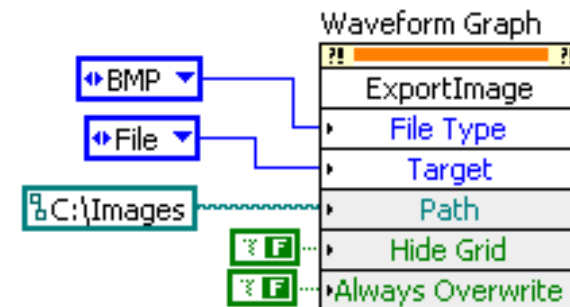 Waveform Graph
?! ?!
ExportImage
BMP
File Type
File
Target
C:\Images
Path
F
Hide Grid
F
Always Overwrite